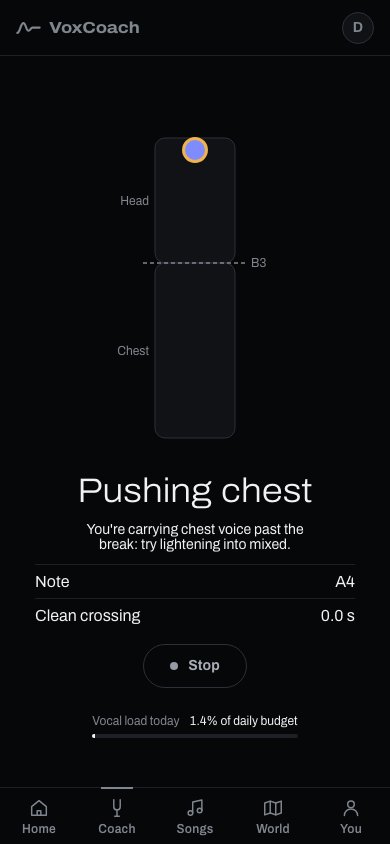 VoxCoach
D
Head
B3
Chest
Pushing chest
You're carrying chest voice past the
break: try lightening into mixed.
Note A4
Clean crossing 0.0 s
Stop
Vocal load today 1.4% of daily budget
Home Coach Songs World You